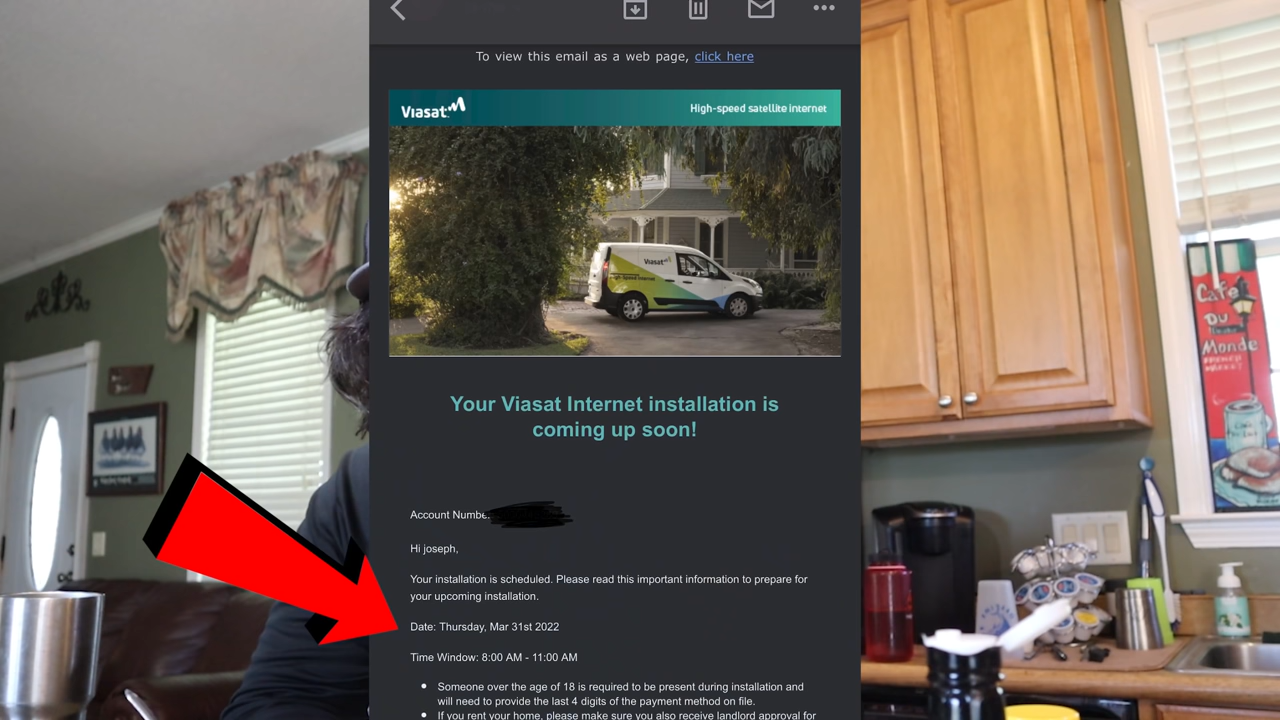 To view this email as a web page, click here
Viasat
High-speed satellite internet
Viasat
Your Viasat Internet installation is
coming up soon!
Account Numbe
Hi joseph,
Your installation is scheduled. Please read this important information to prepare for
your upcoming installation.
Date: Thursday, Mar 31st 2022
Time Window: 8:00 AM - 11:00 AM
Someone over the age of 18 is required to be present during installation and
will need to provide the last 4 digits of the payment method on file.
If you rent your home, please make sure you also receive landlord approval for
Cafe
Du
Monde